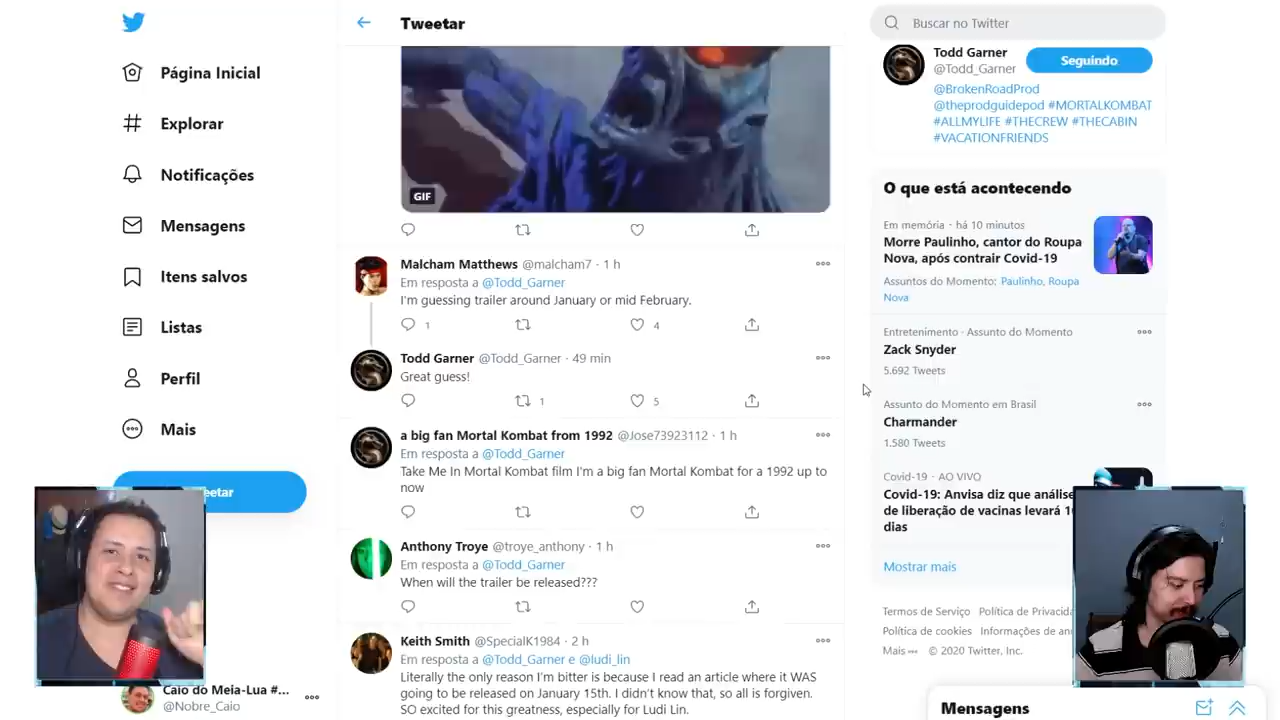 Página Inicial
Explorar
Notificações
Mensagens
Itens salvos
Listas
Perfil
Mais
Caio do Meia-Lua #...
@Nobre_Caio
Tweetar
GIF
Malcham Matthews @malcham7 · 1 h
Em resposta a @Todd_Garner
I'm guessing trailer around January or mid February.
1
4
Todd Garner @Todd_Garner · 49 min
Great guess!
1
5
a big fan Mortal Kombat from 1992 @Jose73923112 · 1 h
Em resposta a @Todd_Garner
Take Me In Mortal Kombat film I'm a big fan Mortal Kombat for a 1992 up to
now
Anthony Troye @troye_anthony · 1 h
Em resposta a @Todd_Garner
When will the trailer be released???
Keith Smith @SpecialK1984 · 2 h
Em resposta a @Todd_Garner e @ludi_lin
Literally the only reason I'm bitter is because I read an article where it WAS
going to be released on January 15th. I didn't know that, so all is forgiven.
SO excited for this greatness, especially for Ludi Lin.
Buscar no Twitter
Todd Garner
@Todd_Garner
Seguindo
@BrokenRoadProd
@theprodguidepod #MORTALKOMBAT
#ALLMYLIFE #THECREW #THECABIN
#VACATIONFRIENDS
O que está acontecendo
Em memória · há 10 minutos
Morre Paulinho, cantor do Roupa
Nova, após contrair Covid-19
Assuntos do Momento: Paulinho, Roupa
Nova
Entretenimento · Assunto do Momento
Zack Snyder
5.692 Tweets
Assunto do Momento em Brasil
Charmander
1.580 Tweets
Covid-19 · AO VIVO
Covid-19: Anvisa diz que análise
de liberação de vacinas levará
dias
Mostrar mais
Termos de Serviço Política de
Política de cookies Informações de
Mais © 2020 Twitter, Inc.
Mensagens